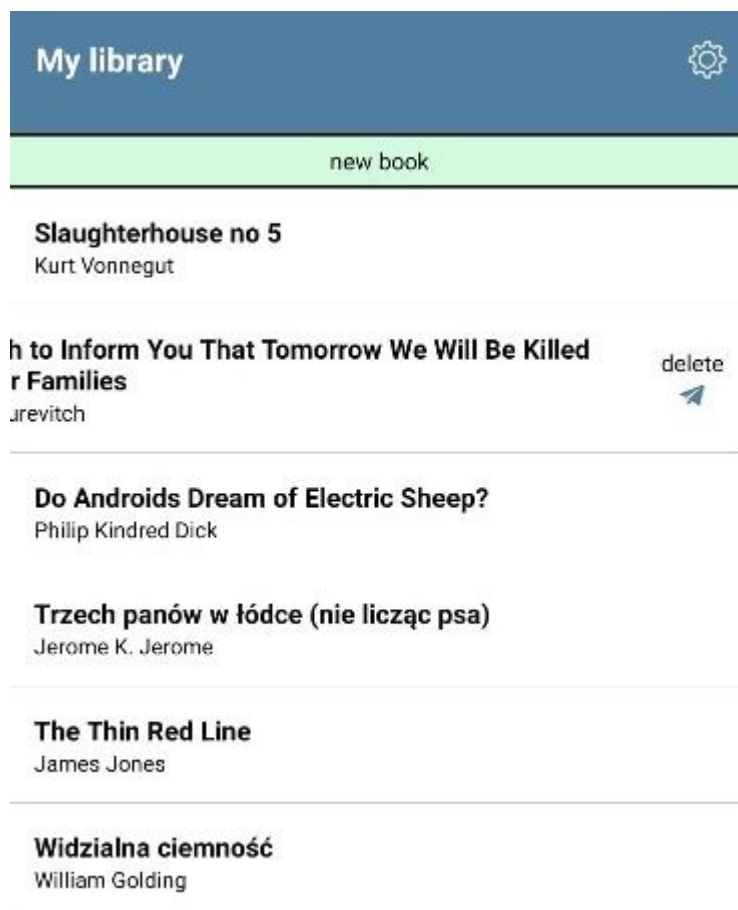 My library
new book
Slaughterhouse no 5
Kurt Vonnegut
h to Inform You That Tomorrow We Will Be Killed
r Families
urevitch
delete
Do Androids Dream of Electric Sheep?
Philip Kindred Dick
Trzech panów w łódce (nie licząc psa)
Jerome K. Jerome
The Thin Red Line
James Jones
Widzialna ciemność
William Golding